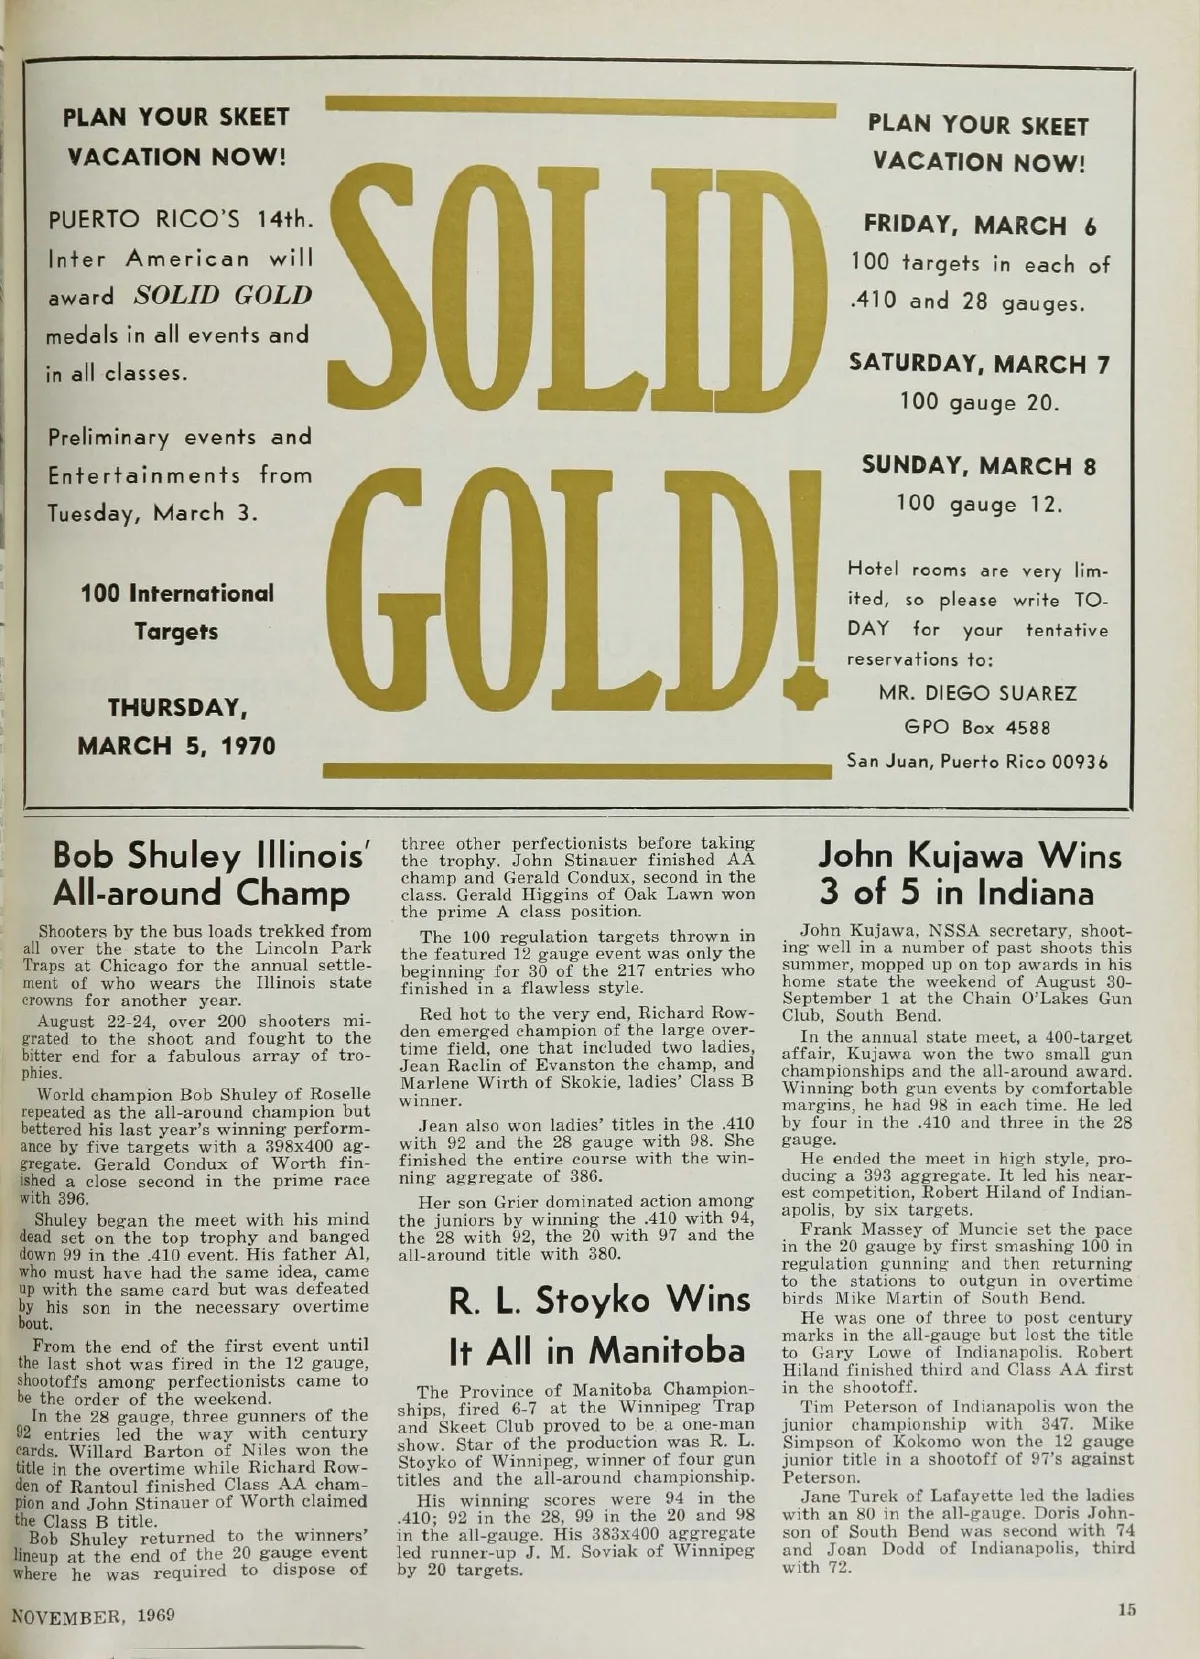 PLAN YOUR SKEET
VACATION NOW!
PUERTO RICO'S 14th.
Inter American will
award SOLID GOLD
medals in all events and
in all classes.
Preliminary events and
Entertainments from
Tuesday, March 3.
100 International
Targets
THURSDAY,
MARCH 5, 1970
SOLID
GOLD!
PLAN YOUR SKEET
VACATION NOW!
FRIDAY, MARCH 6
100 targets in each of
.410 and 28 gauges.
SATURDAY, MARCH 7
100 gauge 20.
SUNDAY, MARCH 8
100 gauge 12.
Hotel rooms are very lim-
ited, so please write TO-
DAY for your tentative
reservations to:
MR. DIEGO SUAREZ
GPO Box 4588
San Juan, Puerto Rico 00936
Bob Shuley Illinois'
All-around Champ
Shooters by the bus loads trekked from
all over the state to the Lincoln Park
Traps at Chicago for the annual settle-
ment of who wears the Illinois state
crowns for another year.
August 22-24, over 200 shooters mi-
grated to the shoot and fought to the
bitter end for a fabulous array of tro-
phies.
World champion Bob Shuley of Roselle
repeated as the all-around champion but
bettered his last year's winning perform-
ance by five targets with a 398x400 ag-
gregate. Gerald Condux of Worth fin-
ished a close second in the prime race
with 396.
Shuley began the meet with his mind
dead set on the top trophy and banged
down 99 in the .410 event. His father Al,
who must have had the same idea, came
up with the same card but was defeated
by his son in the necessary overtime
bout.
From the end of the first event until
the last shot was fired in the 12 gauge,
shootoffs among perfectionists came to
be the order of the weekend.
In the 28 gauge, three gunners of the
92 entries led the way with century
cards. Willard Barton of Niles won the
title in the overtime while Richard Row-
den of Rantoul finished Class AA cham-
pion and John Stinauer of Worth claimed
the Class B title.
Bob Shuley returned to the winners'
lineup at the end of the 20 gauge event
where he was required to dispose of
three other perfectionists before taking
the trophy. John Stinauer finished AA
champ and Gerald Condux, second in the
class. Gerald Higgins of Oak Lawn won
the prime A class position.
The 100 regulation targets thrown in
the featured 12 gauge event was only the
beginning for 30 of the 217 entries who
finished in a flawless style.
Red hot to the very end, Richard Row-
den emerged champion of the large over-
time field, one that included two ladies,
Jean Raclin of Evanston the champ, and
Marlene Wirth of Skokie, ladies' Class B
winner.
Jean also won ladies' titles in the .410
with 92 and the 28 gauge with 98. She
finished the entire course with the win-
ning aggregate of 386.
Her son Grier dominated action among
the juniors by winning the .410 with 94,
the 28 with 92, the 20 with 97 and the
all-around title with 380.
R. L. Stoyko Wins
It All in Manitoba
The Province of Manitoba Champion-
ships, fired 6-7 at the Winnipeg Trap
and Skeet Club proved to be a one-man
show. Star of the production was R. L.
Stoyko of Winnipeg, winner of four gun
titles and the all-around championship.
His winning scores were 94 in the
.410; 92 in the 28, 99 in the 20 and 98
in the all-gauge. His 383x400 aggregate
led runner-up J. M. Soviak of Winnipeg
by 20 targets.
John Kujawa Wins
3 of 5 in Indiana
John Kujawa, NSSA secretary, shoot-
ing well in a number of past shoots this
summer, mopped up on top awards in his
home state the weekend of August 30-
September 1 at the Chain O'Lakes Gun
Club, South Bend.
In the annual state meet, a 400-target
affair, Kujawa won the two small gun
championships and the all-around award.
Winning both gun events by comfortable
margins, he had 98 in each time. He led
by four in the .410 and three in the 28
gauge.
He ended the meet in high style, pro-
ducing a 393 aggregate. It led his near-
est competition, Robert Hiland of Indian-
apolis, by six targets.
Frank Massey of Muncie set the pace
in the 20 gauge by first smashing 100 in
regulation gunning and then returning
to the stations to outgun in overtime
birds Mike Martin of South Bend.
He was one of three to post century
marks in the all-gauge but lost the title
to Gary Lowe of Indianapolis. Robert
Hiland finished third and Class AA first
in the shootoff.
Tim Peterson of Indianapolis won the
junior championship with 347. Mike
Simpson of Kokomo won the 12 gauge
junior title in a shootoff of 97's against
Peterson.
Jane Turek of Lafayette led the ladies
with an 80 in the all-gauge. Doris John-
son of South Bend was second with 74
and Joan Dodd of Indianapolis, third
with 72.
NOVEMBER, 1969
15